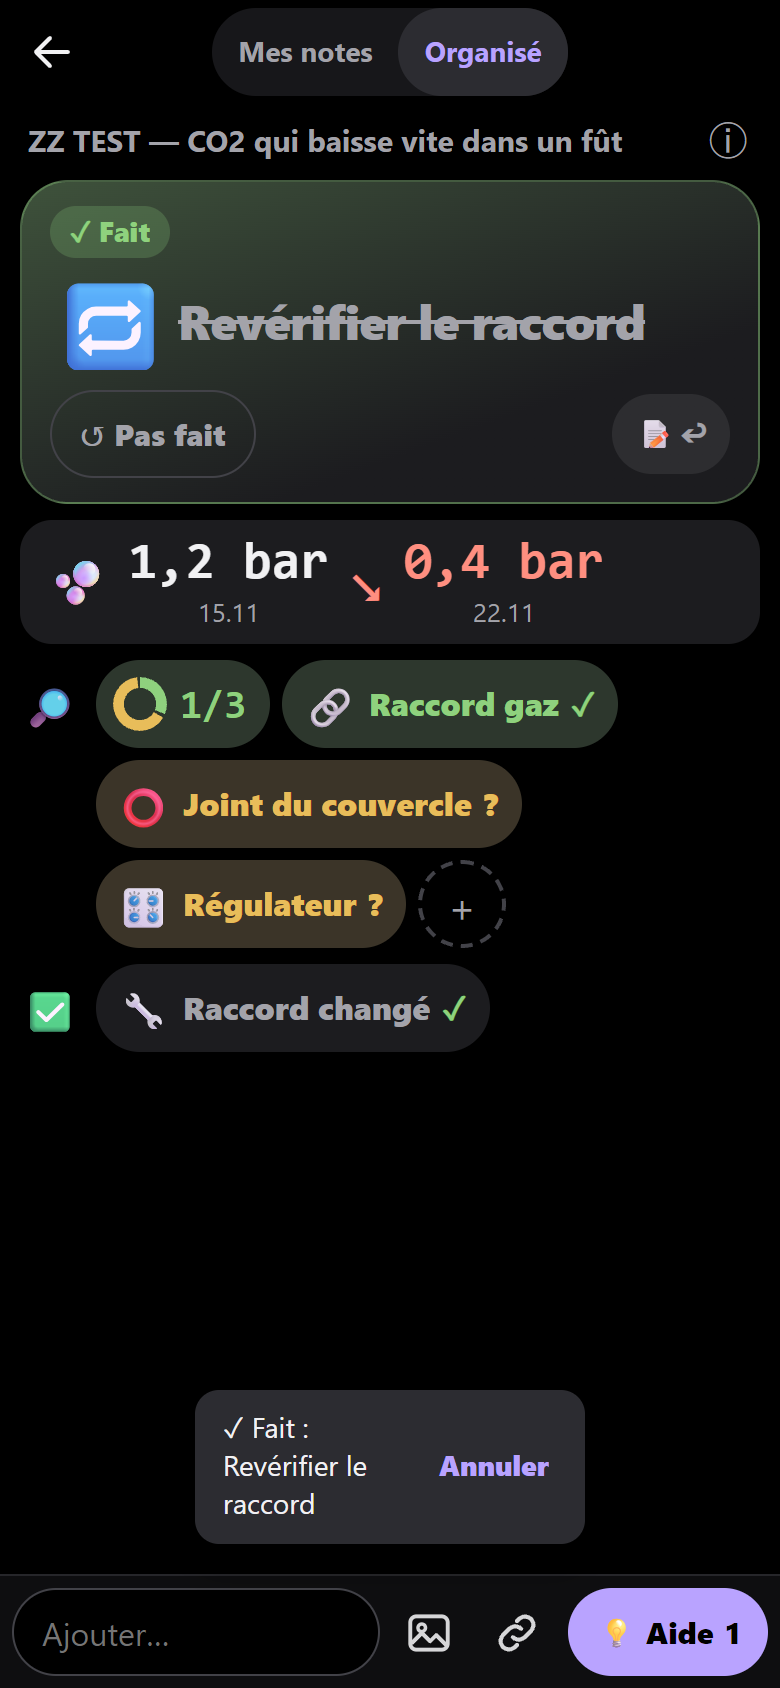 Mes notes
Organisé
ZZ TEST — CO2 qui baisse vite dans un fût
✓ Fait
Revérifier le raccord
↺ Pas fait
1,2 bar ↘ 0,4 bar
15.11
22.11
1/3
Raccord gaz ✓
Joint du couvercle ?
Régulateur ?
+
Raccord changé ✓
✓ Fait :
Revérifier le
raccord
Annuler
Ajouter...
Aide 1